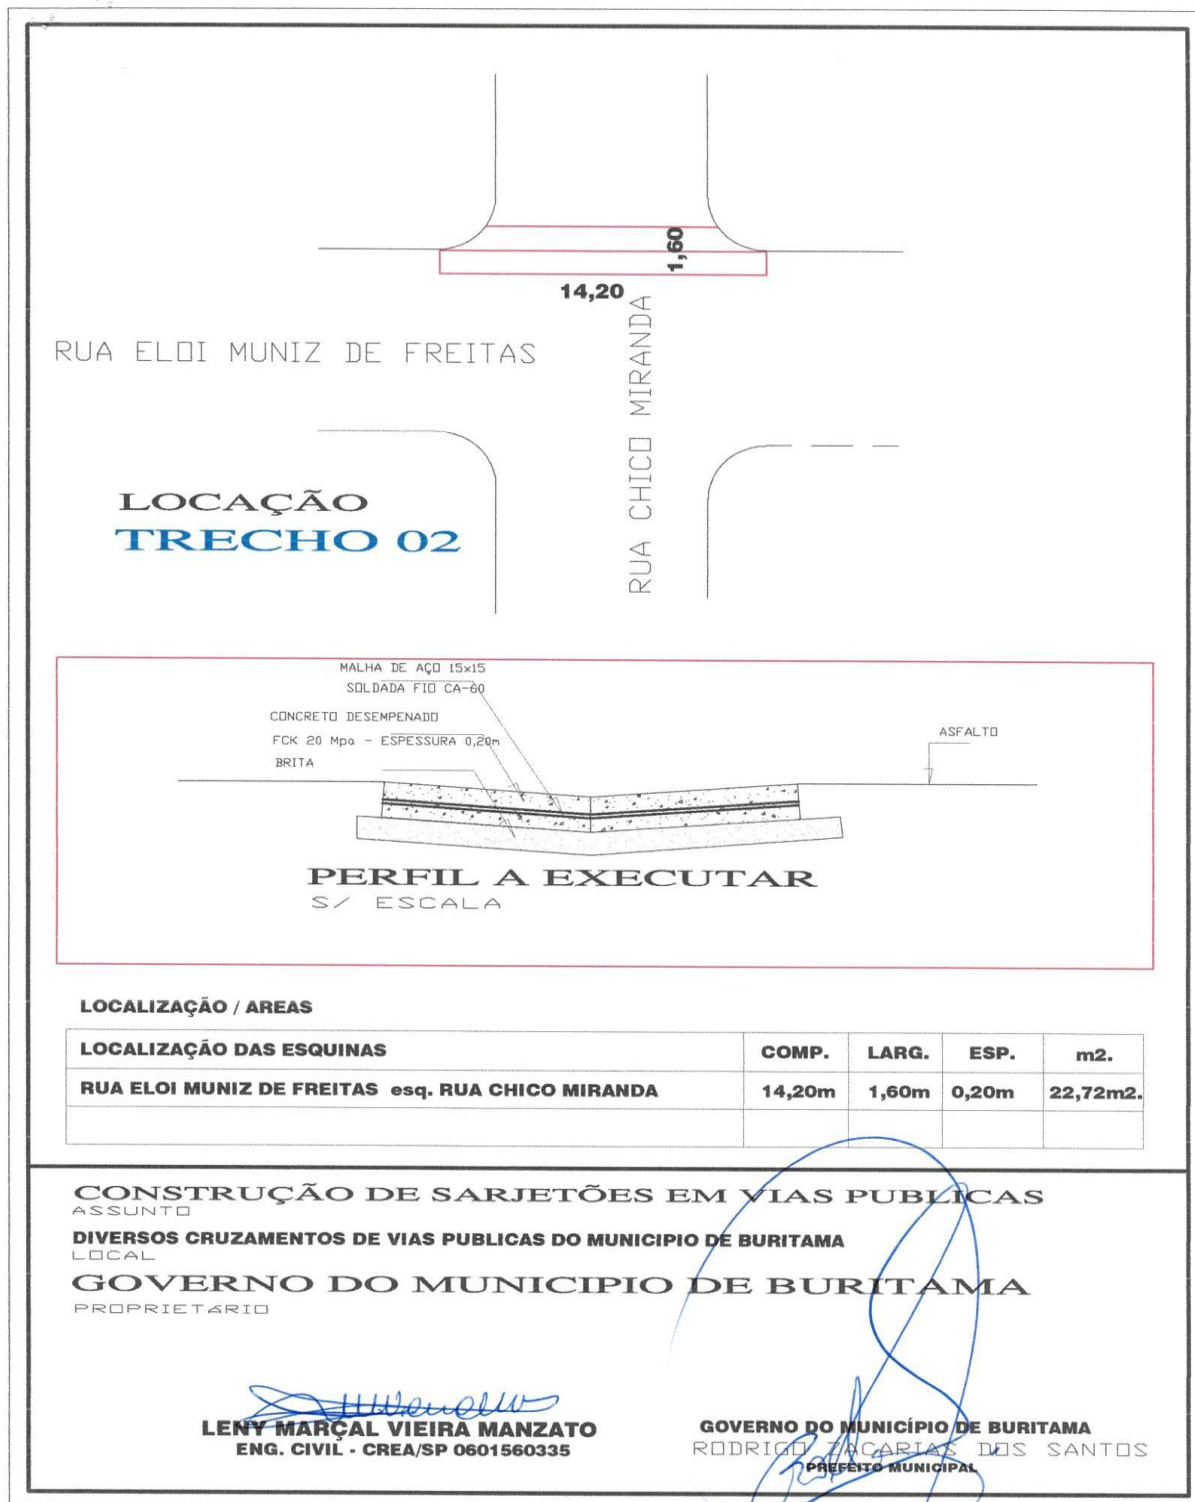 1,60
14,20
RUA ELOI MUNIZ DE FREITAS
RUA CHICO MIRANDA
LOCAÇÃO
TRECHO 02
MALHA DE AÇO 15x15
SOLDADA FIO CA-60
CONCRETO DESEMPENADO
FCK 20 Mpa - ESPESSURA 0,20m
BRITA
ASFALTO
PERFIL A EXECUTAR
S/ ESCALA
LOCALIZAÇÃO / AREAS
LOCALIZAÇÃO DAS ESQUINAS COMP. LARG. ESP. m2.
RUA ELOI MUNIZ DE FREITAS esq. RUA CHICO MIRANDA 14,20m 1,60m 0,20m 22,72m2.
CONSTRUÇÃO DE SARJETÕES EM VIAS PUBLICAS
ASSUNTO
DIVERSOS CRUZAMENTOS DE VIAS PUBLICAS DO MUNICIPIO DE BURITAMA
LOCAL
GOVERNO DO MUNICIPIO DE BURITAMA
PROPRIETÁRIO
LENY MARÇAL VIEIRA MANZATO
ENG. CIVIL - CREA/SP 0601560335
GOVERNO DO MUNICÍPIO DE BURITAMA
RODRIGO ZACARIAS DOS SANTOS
PREFEITO MUNICIPAL